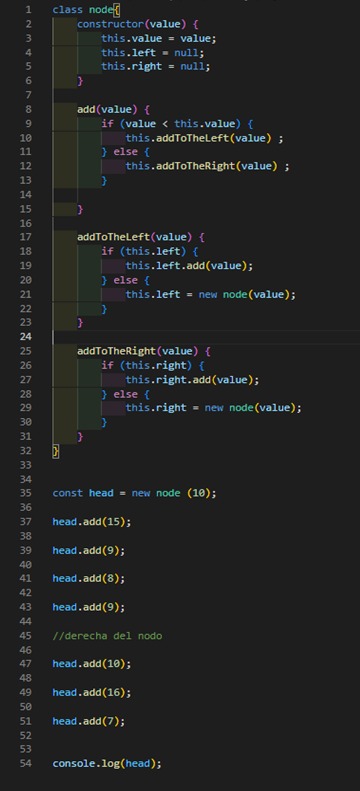 1 class node{
2     constructor(value) {
3         this.value = value;
4         this.left = null;
5         this.right = null;
6     }
7
8     add(value) {
9         if (value < this.value) {
10             this.addToTheLeft(value) ;
11         } else {
12             this.addToTheRight(value) ;
13         }
14
15     }
16
17     addToTheLeft(value) {
18         if (this.left) {
19             this.left.add(value);
20         } else {
21             this.left = new node(value);
22         }
23     }
24
25     addToTheRight(value) {
26         if (this.right) {
27             this.right.add(value);
28         } else {
29             this.right = new node(value);
30         }
31     }
32 }
33
34
35 const head = new node (10);
36
37 head.add(15);
38
39 head.add(9);
40
41 head.add(8);
42
43 head.add(9);
44
45 //derecha del nodo
46
47 head.add(10);
48
49 head.add(16);
50
51 head.add(7);
52
53
54 console.log(head);